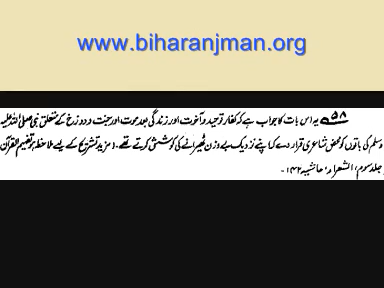 www.biharanjman.org
۵۸ یہ اس بات کا جواب ہے کہ کفار توحید و آخوت اور زندگی بعد موت اور جنت و دوزخ کے متعلق نبی صلی اللہ علیہ
وسلم کی باتوں کو محض شاعری قرار دے کر اپنے نزدیک بے وزن ٹھیرانے کی کوشش کرتے تھے۔ (مزید تشریح کے لیے ملاحظہ ہو تفہیم القرآن
جلد سوم، الشعراء، حاشیہ ۱۴۲۔